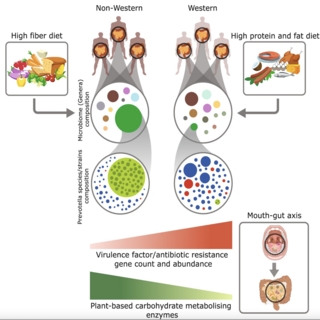 Non-Western
Western
High fiber diet
High protein and fat diet
Microbiome (Genera)
composition
Prevotella species/strains
composition
Mouth-gut axis
Virulence factor/antibiotic resistance
gene count and abundance
Plant-based carbohydrate metabolising
enzymes